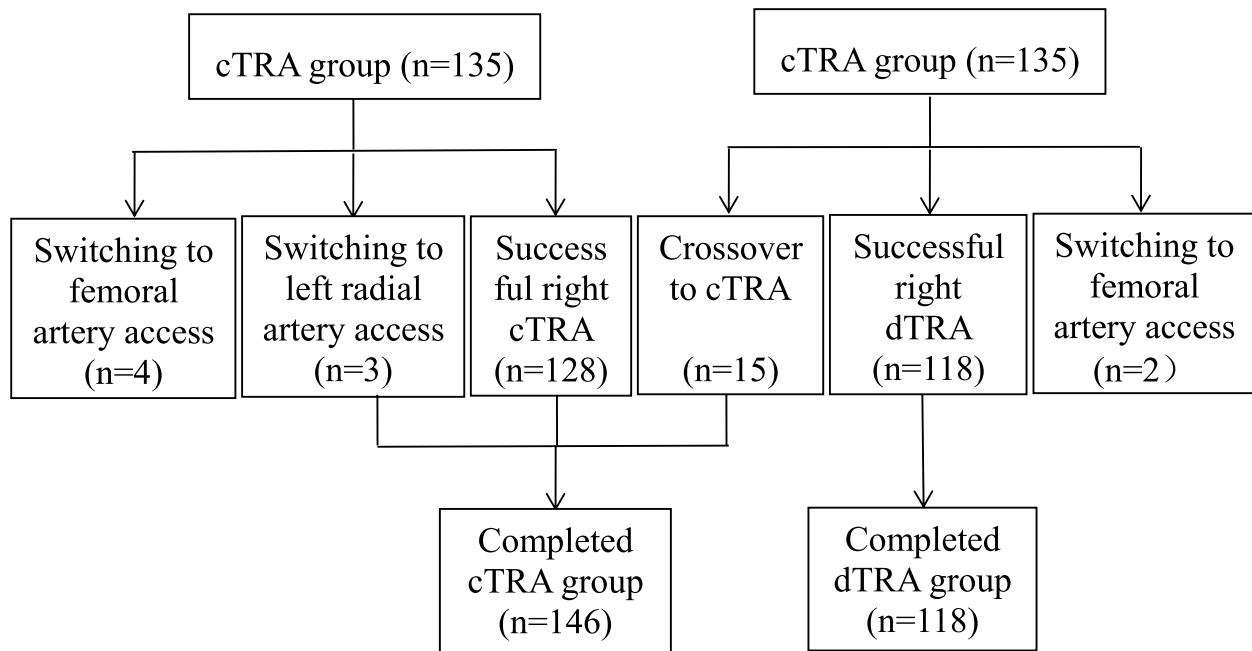 cTRA group (n=135)
cTRA group (n=135)
Switching to
femoral
artery access
(n=4)
Switching to
left radial
artery access
(n=3)
Success
ful right
cTRA
(n=128)
Crossover
to cTRA
(n=15)
Successful
right
dTRA
(n=118)
Switching to
femoral
artery access
(n=2）
Completed
cTRA group
(n=146)
Completed
dTRA group
(n=118)